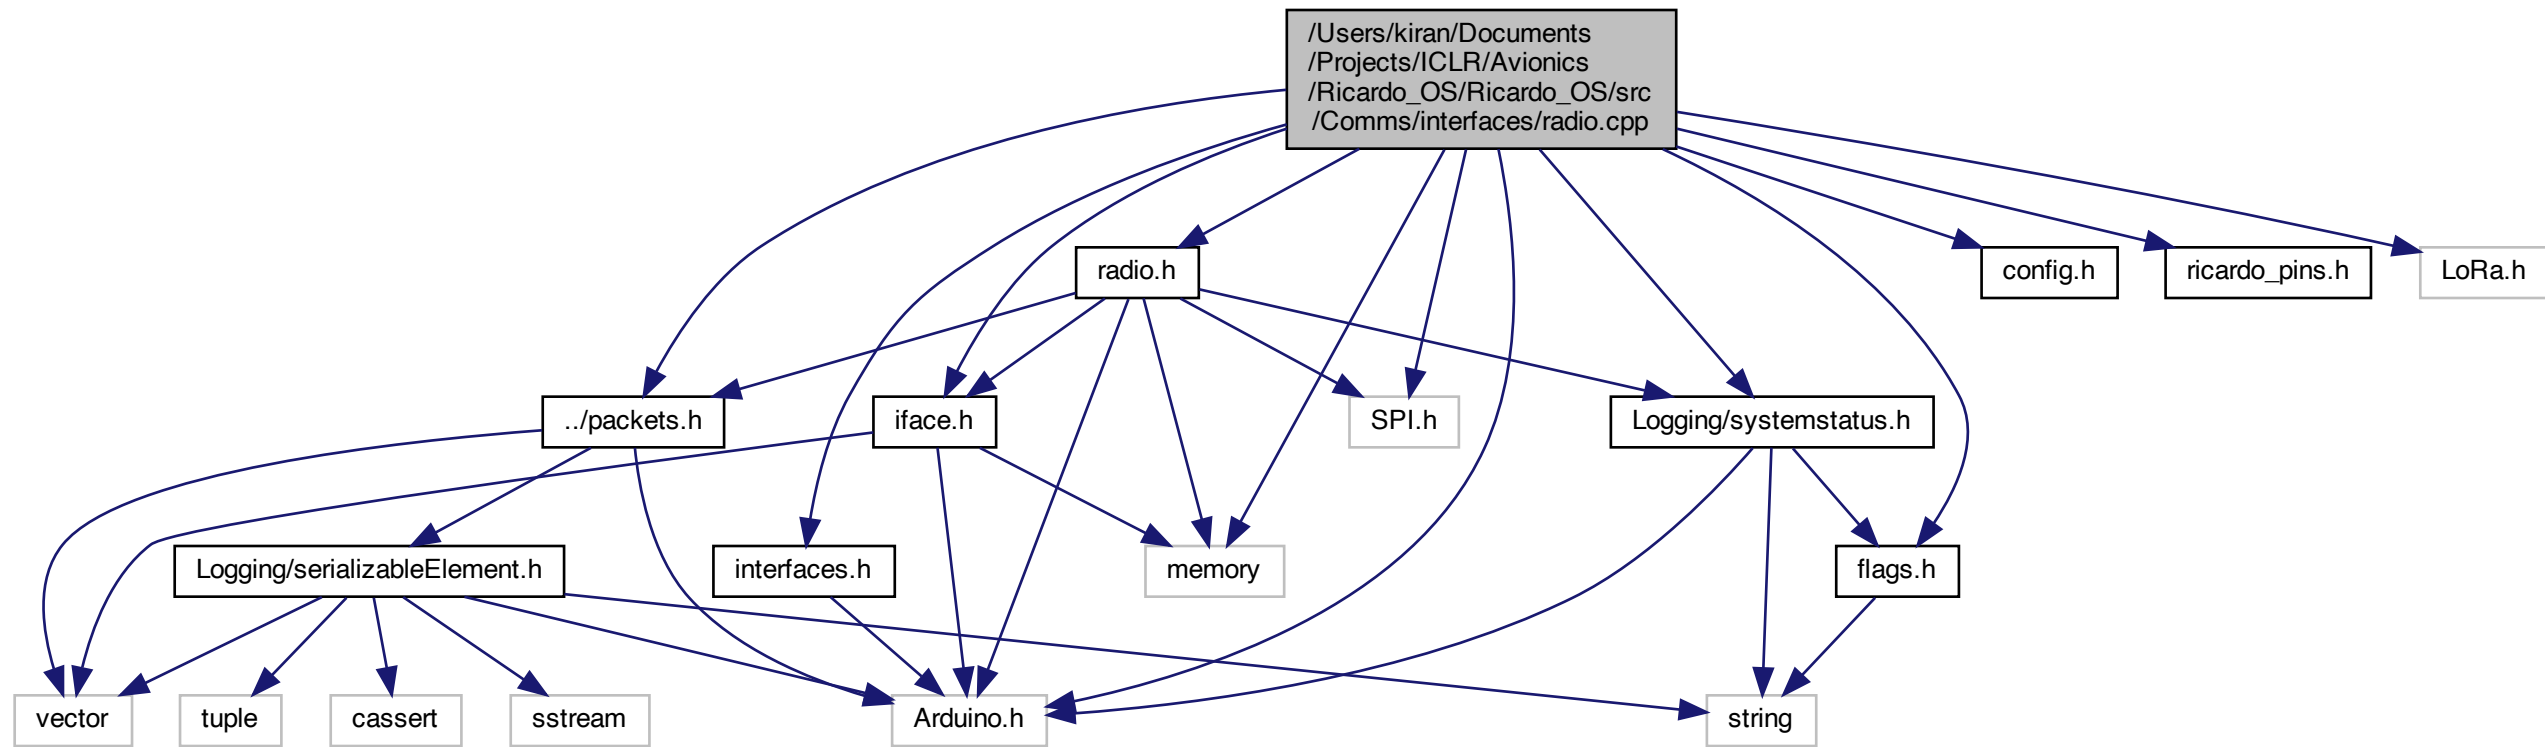 /Users/kiran/Documents
/Projects/ICLR/Avionics
/Ricardo_OS/Ricardo_OS/src
/Comms/interfaces/radio.cpp
radio.h
config.h
ricardo_pins.h
LoRa.h
../packets.h
iface.h
SPI.h
Logging/systemstatus.h
Logging/serializableElement.h
interfaces.h
memory
flags.h
vector
tuple
cassert
sstream
Arduino.h
string